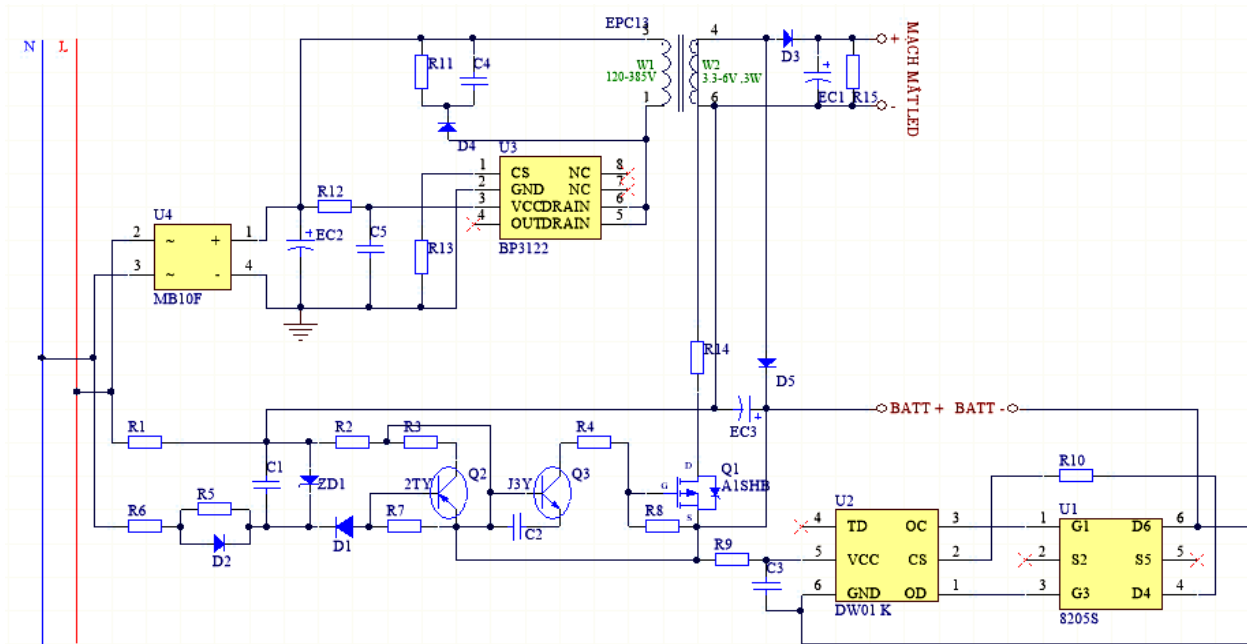 EPC13
N L
3 4
MACH MAT LED
+
-
R11 C4
W1
120-385V
W2
3.3-6V ,3W
D3
EC1 R15
1 6
D4
U3
1 CS NC 8
2 GND NC 7
3 VCC DRAIN 6
4 OUT DRAIN 5
BP3122
R12
EC2 C5 R13
U4
2 ~ + 1
3 ~ - 4
MB10F
R14
D5
BATT + BATT -
EC3
R1 R2 R3 R4
C1 ZD1
2TY Q2
J3Y Q3
D
G
S
Q1
A1SHB
R10
R5
R6
D2
D1
R7
C2
R8
R9
C3
U2
4 TD OC 3
5 VCC CS 2
6 GND OD 1
DW01 K
U1
1 G1 D6 6
2 S2 S5 5
3 G3 D4 4
8205S